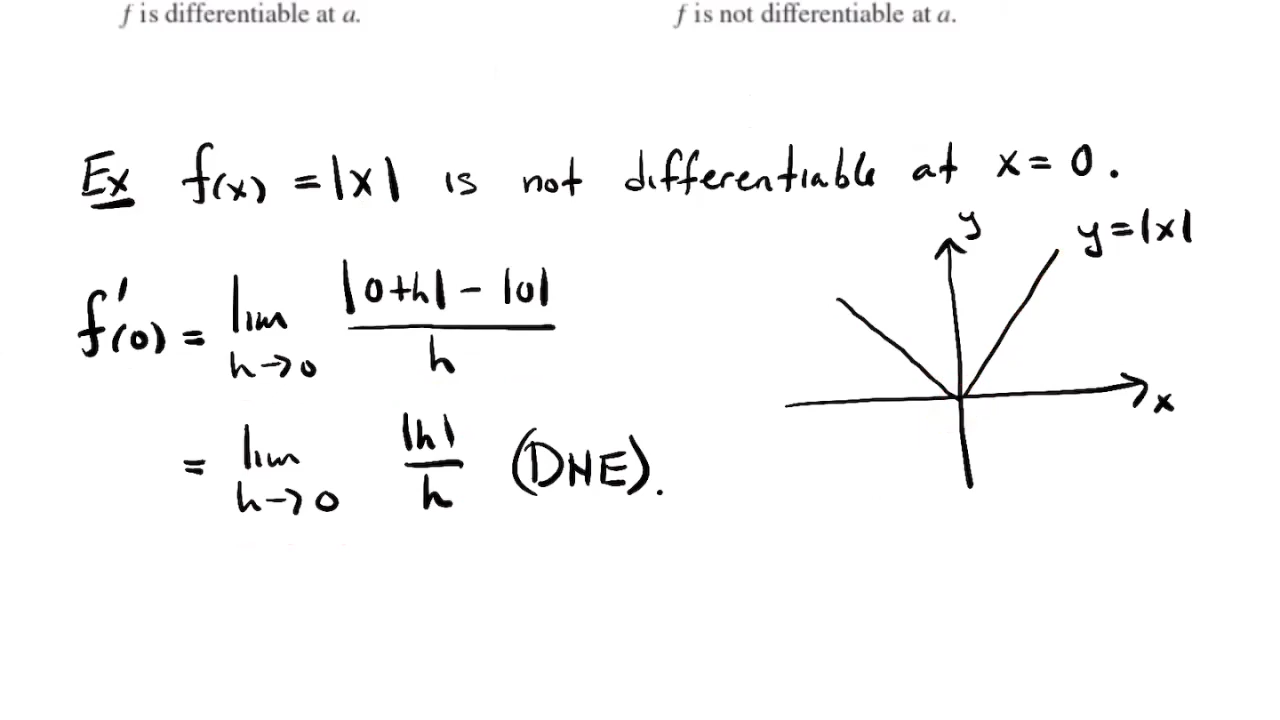 f is differentiable at a.
f is not differentiable at a.
Ex f(x) = |x| is not differentiable at x = 0.
y
y = |x|
f'(0) = lim h→0 |0+h| - |0| / h
x
= lim h→0 |h| / h (DNE).